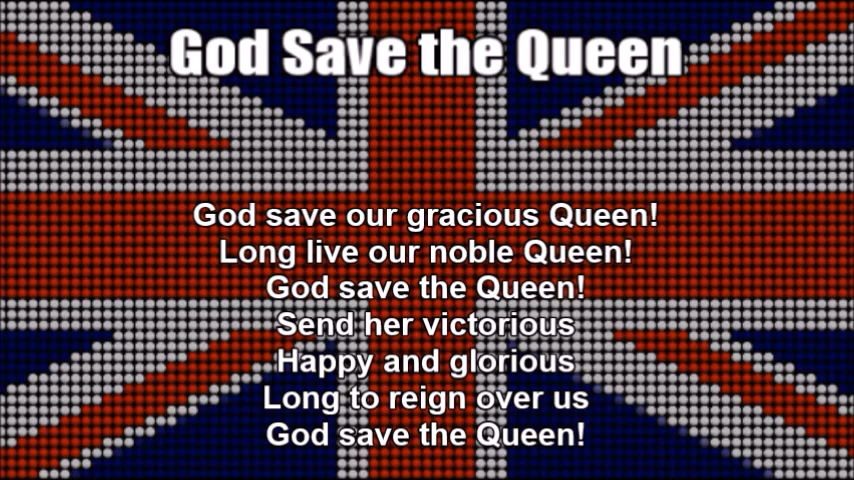 God Save the Queen
God save our gracious Queen!
Long live our noble Queen!
God save the Queen!
Send her victorious
Happy and glorious
Long to reign over us
God save the Queen!